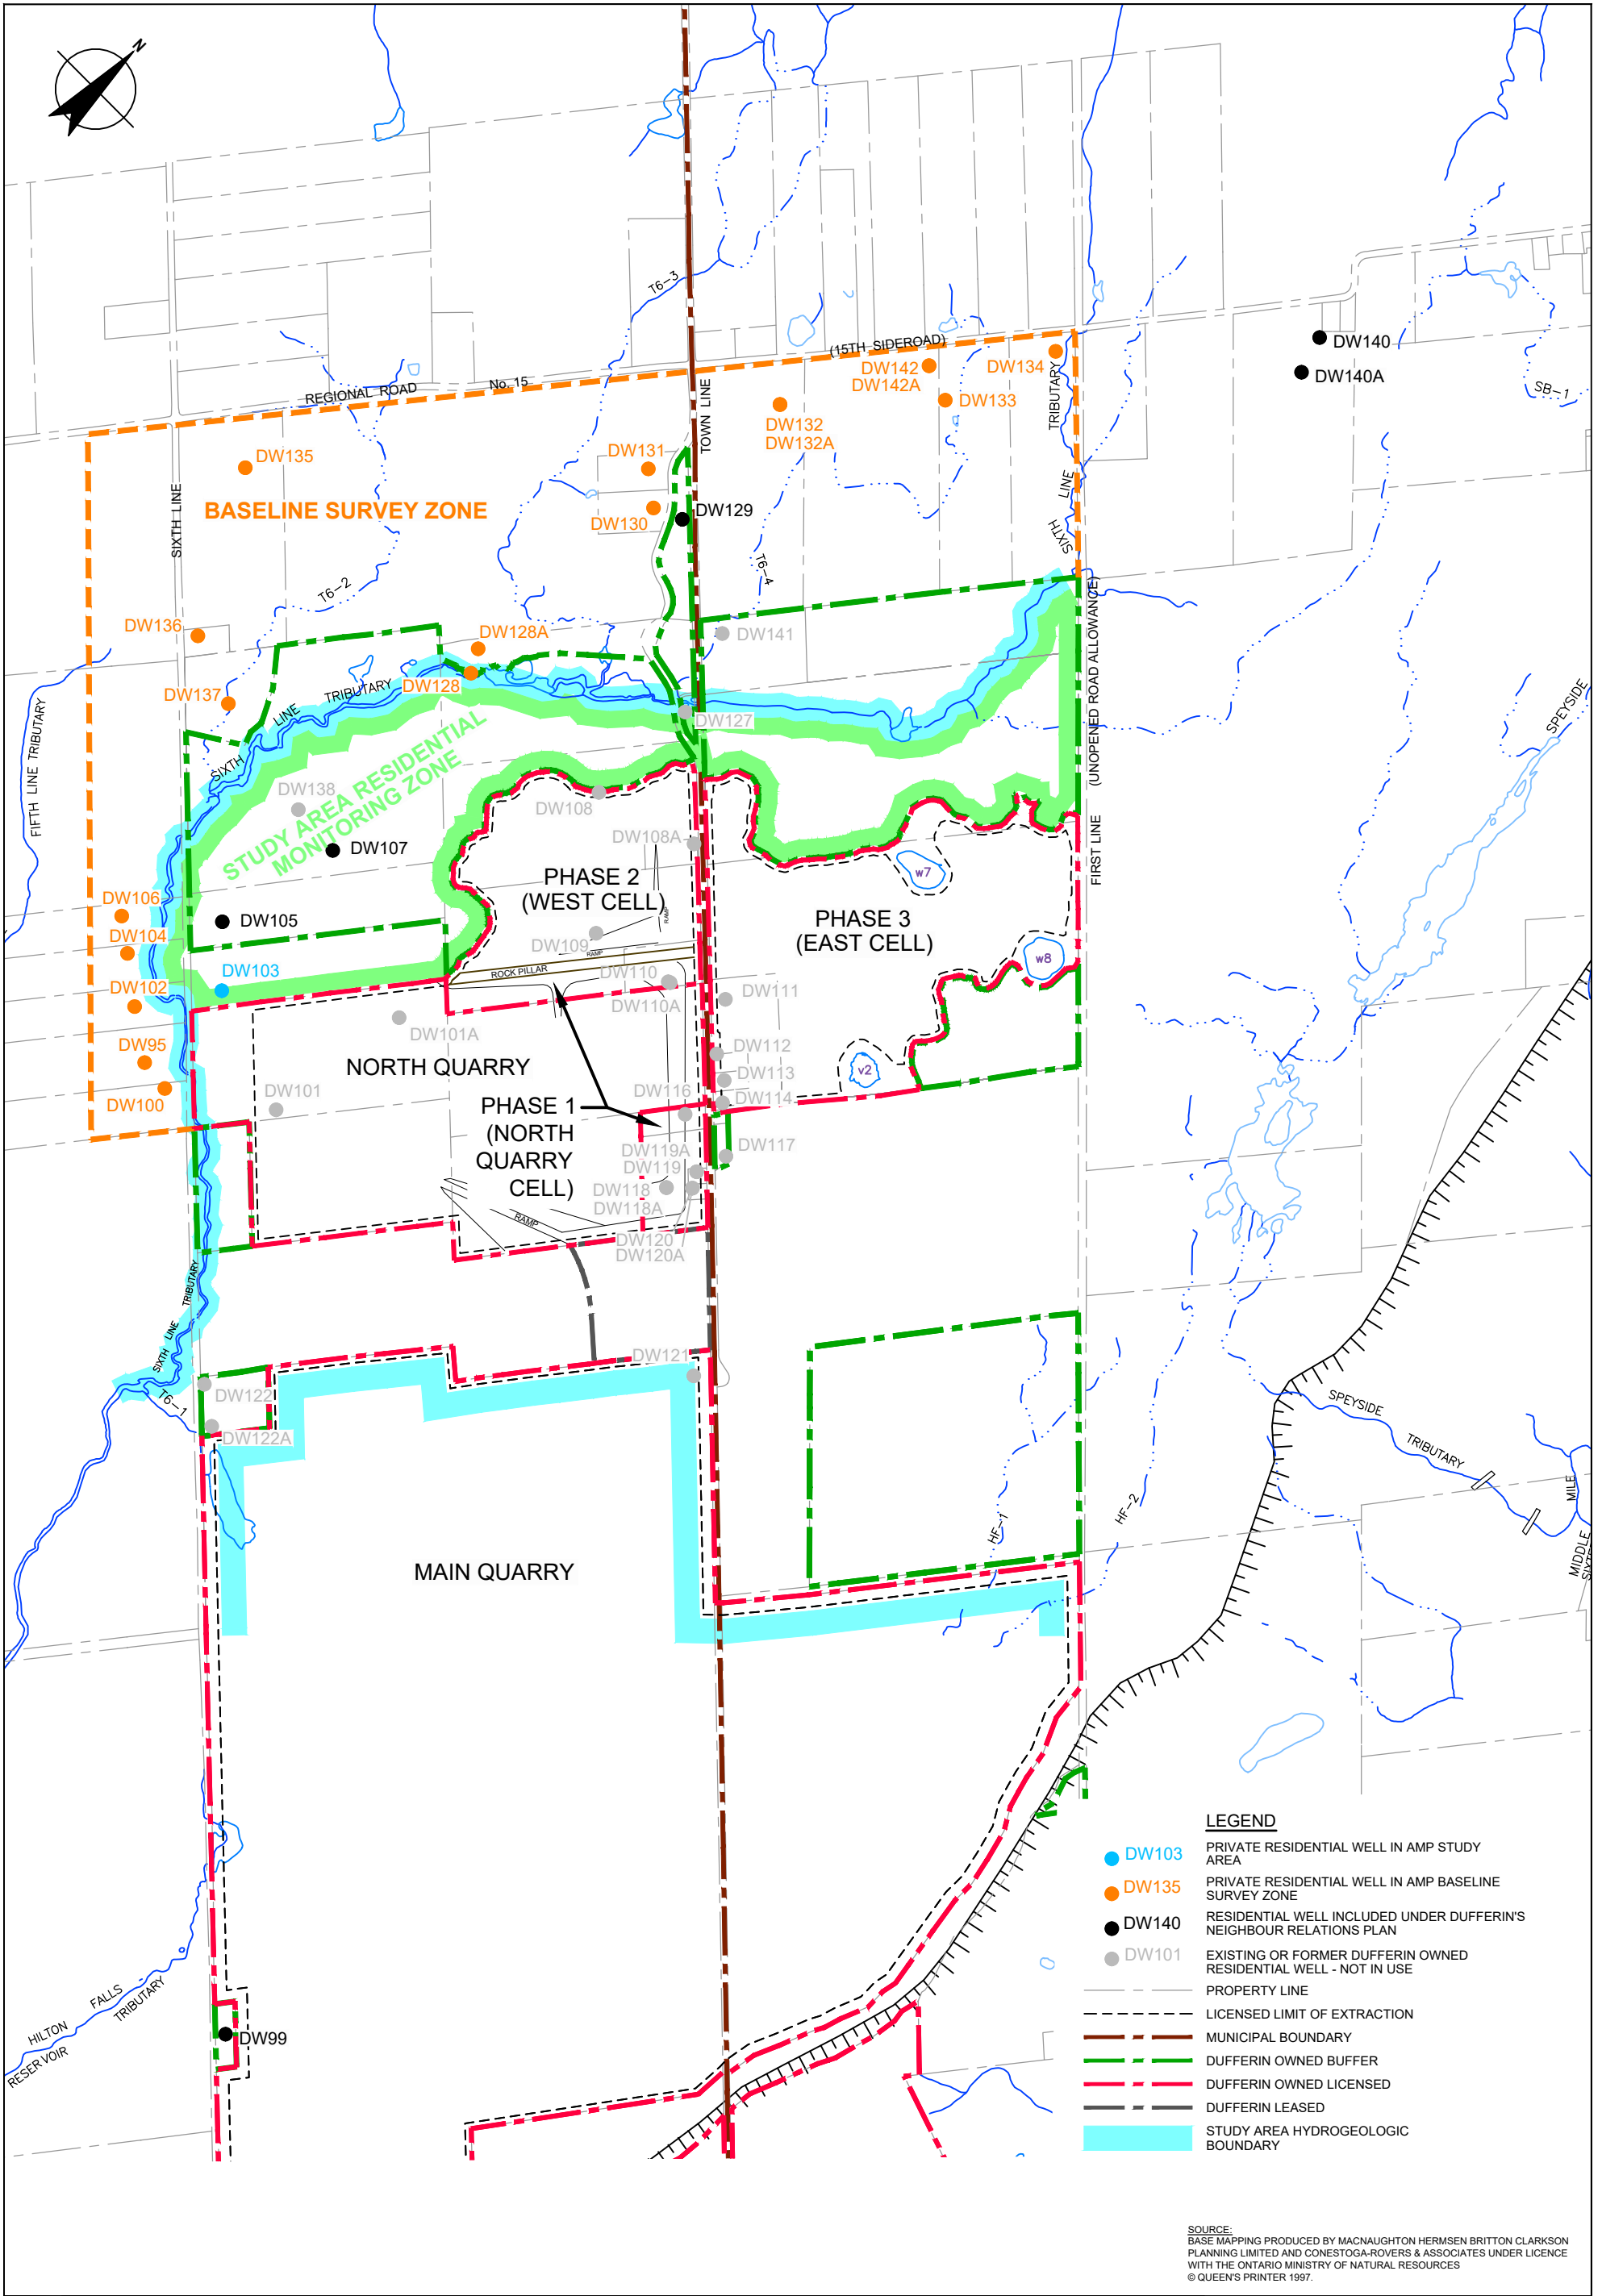 N
T6-3
(15TH SIDEROAD)
REGIONAL ROAD
No. 15
TOWN LINE
DW142
DW142A
DW134
DW133
TRIBUTARY
LINE
SIXTH
DW140
DW140A
SB-1
DW132
DW132A
DW135
DW131
DW130
DW129
BASELINE SURVEY ZONE
SIXTH LINE
T6-2
T6-4
DW136
DW128A
DW128
DW141
DW137
SIXTH
LINE
TRIBUTARY
DW127
FIFTH LINE TRIBUTARY
STUDY AREA RESIDENTIAL
MONITORING ZONE
DW138
DW107
DW108
DW108A
FIRST LINE (UNOPENED ROAD ALLOWANCE)
SPEYSIDE
w7
PHASE 2
(WEST CELL)
RAMP
PHASE 3
(EAST CELL)
DW106
DW105
DW104
DW109
RAMP
w8
DW103
ROCK PILLAR
DW110
DW110A
DW111
DW102
DW101A
DW95
NORTH QUARRY
DW112
DW113
v2
DW100
DW101
DW116
DW114
PHASE 1
(NORTH
QUARRY
CELL)
DW119A
DW119
DW117
DW118
DW118A
RAMP
DW120
DW120A
SIXTH LINE
TRIBUTARY
DW121
T6-1
DW122
DW122A
SPEYSIDE
TRIBUTARY
MILE
MIDDLE
HF-1
HF-2
MAIN QUARRY
HILTON
FALLS
TRIBUTARY
RESERVOIR
DW99
LEGEND
DW103 PRIVATE RESIDENTIAL WELL IN AMP STUDY
AREA
DW135 PRIVATE RESIDENTIAL WELL IN AMP BASELINE
SURVEY ZONE
DW140 RESIDENTIAL WELL INCLUDED UNDER DUFFERIN'S
NEIGHBOUR RELATIONS PLAN
DW101 EXISTING OR FORMER DUFFERIN OWNED
RESIDENTIAL WELL - NOT IN USE
PROPERTY LINE
LICENSED LIMIT OF EXTRACTION
MUNICIPAL BOUNDARY
DUFFERIN OWNED BUFFER
DUFFERIN OWNED LICENSED
DUFFERIN LEASED
STUDY AREA HYDROGEOLOGIC
BOUNDARY
SOURCE:
BASE MAPPING PRODUCED BY MACNAUGHTON HERMSEN BRITTON CLARKSON
PLANNING LIMITED AND CONESTOGA-ROVERS & ASSOCIATES UNDER LICENCE
WITH THE ONTARIO MINISTRY OF NATURAL RESOURCES
© QUEEN'S PRINTER 1997.